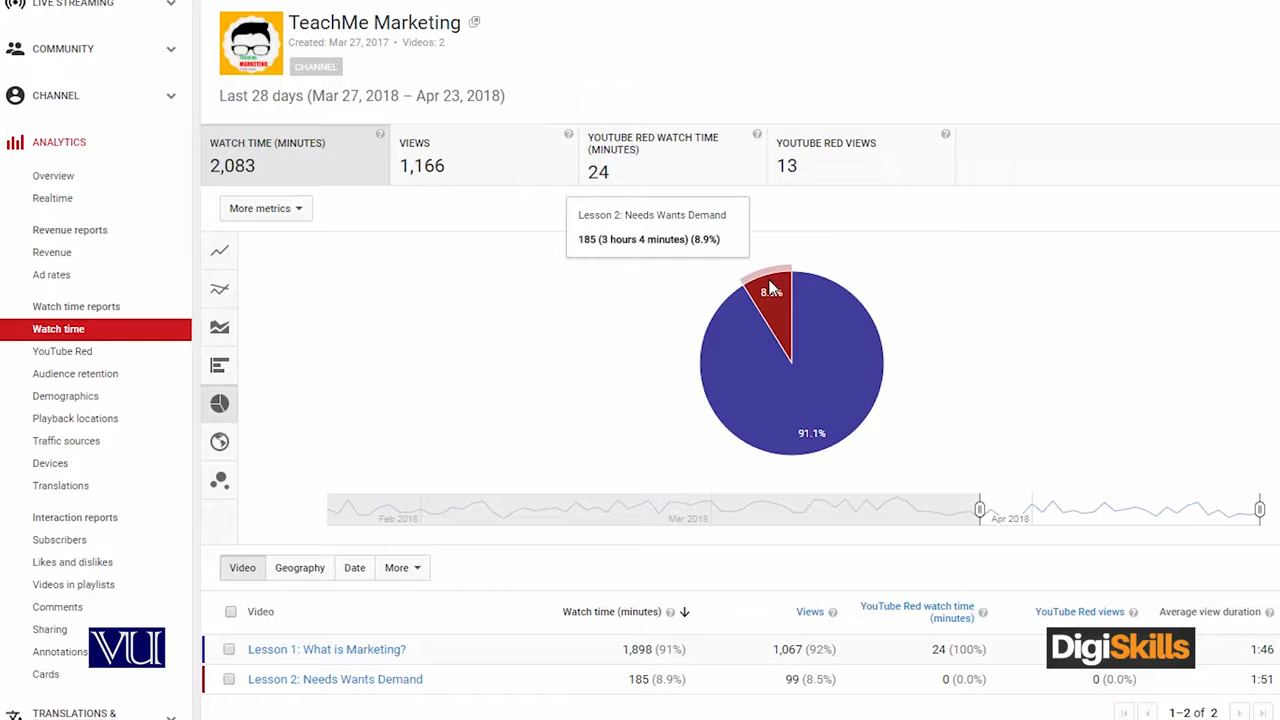 LIVE STREAMING
COMMUNITY
CHANNEL
ANALYTICS
Overview
Realtime
Revenue reports
Revenue
Ad rates
Watch time reports
Watch time
YouTube Red
Audience retention
Demographics
Playback locations
Traffic sources
Devices
Translations
Interaction reports
Subscribers
Likes and dislikes
Videos in playlists
Comments
Sharing
Annotations
Cards
TRANSLATIONS &
VU
TeachMe Marketing
Created: Mar 27, 2017 • Videos: 2
CHANNEL
TEACH ME
MARKETING
Last 28 days (Mar 27, 2018 – Apr 23, 2018)
WATCH TIME (MINUTES)
2,083
VIEWS
1,166
YOUTUBE RED WATCH TIME
(MINUTES)
24
YOUTUBE RED VIEWS
13
More metrics
Lesson 2: Needs Wants Demand
185 (3 hours 4 minutes) (8.9%)
91.1%
Feb 2018 Mar 2018 Apr 2018
Video Geography Date More
Video Watch time (minutes) ? Views ? YouTube Red watch time (minutes) ? YouTube Red views ? Average view duration ?
Lesson 1: What is Marketing? 1,898 (91%) 1,067 (92%) 24 (100%) 0 (0.0%) 1:46
Lesson 2: Needs Wants Demand 185 (8.9%) 99 (8.5%) 0 (0.0%) 0 (0.0%) 1:51
DigiSkills
1–2 of 2